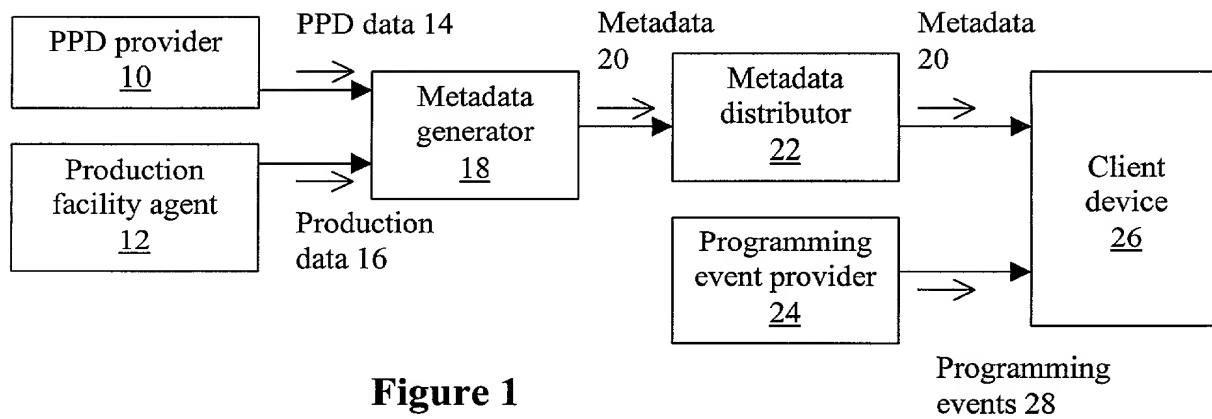 PPD provider
10
PPD data 14
Production
facility agent
12
Production
data 16
Metadata
generator
18
Metadata
20
Metadata
distributor
22
Metadata
20
Programming
event provider
24
Programming
events 28
Client
device
26
Figure 1